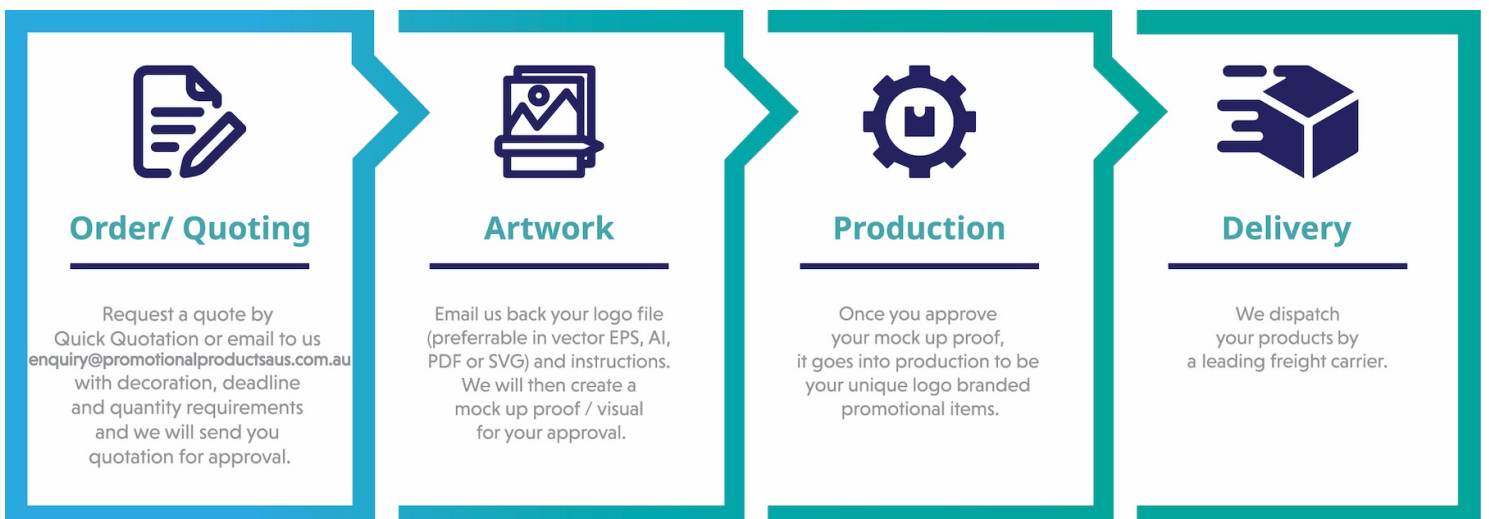 Order/ Quoting
Request a quote by
Quick Quotation or email to us
enquiry@promotionalproductsaus.com.au
with decoration, deadline
and quantity requirements
and we will send you
quotation for approval.
Artwork
Email us back your logo file
(preferrable in vector EPS, AI,
PDF or SVG) and instructions.
We will then create a
mock up proof / visual
for your approval.
Production
Once you approve
your mock up proof,
it goes into production to be
your unique logo branded
promotional items.
Delivery
We dispatch
your products by
a leading freight carrier.